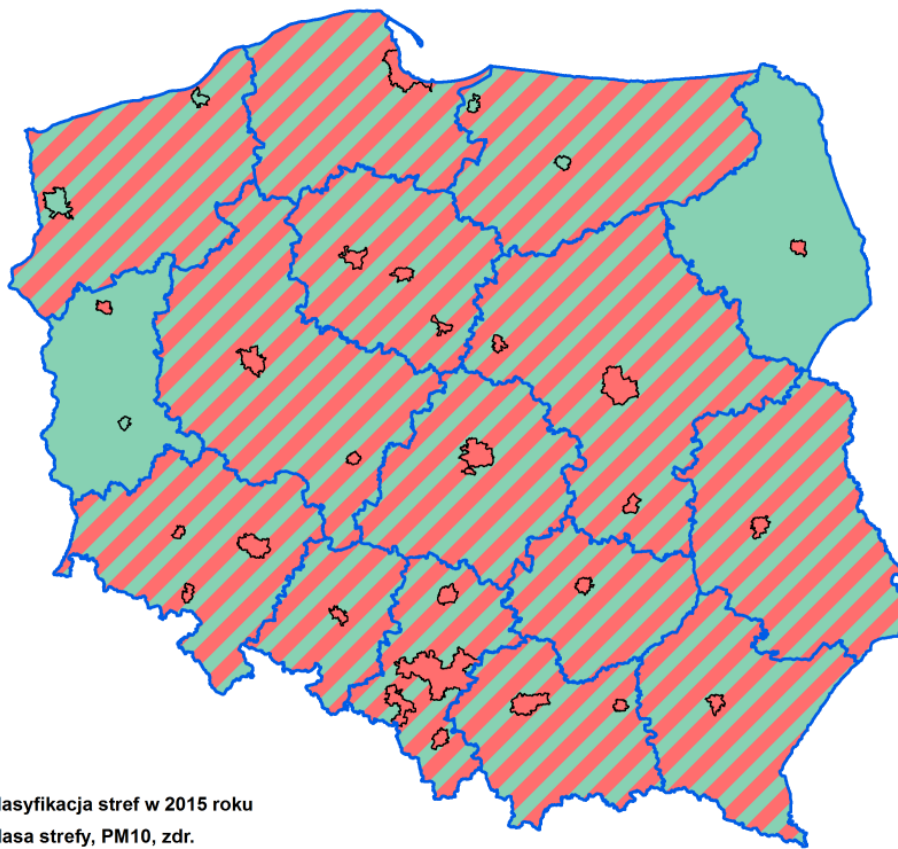 lasyfikacja stref w 2015 roku
lasa strefy, PM10, zdr.